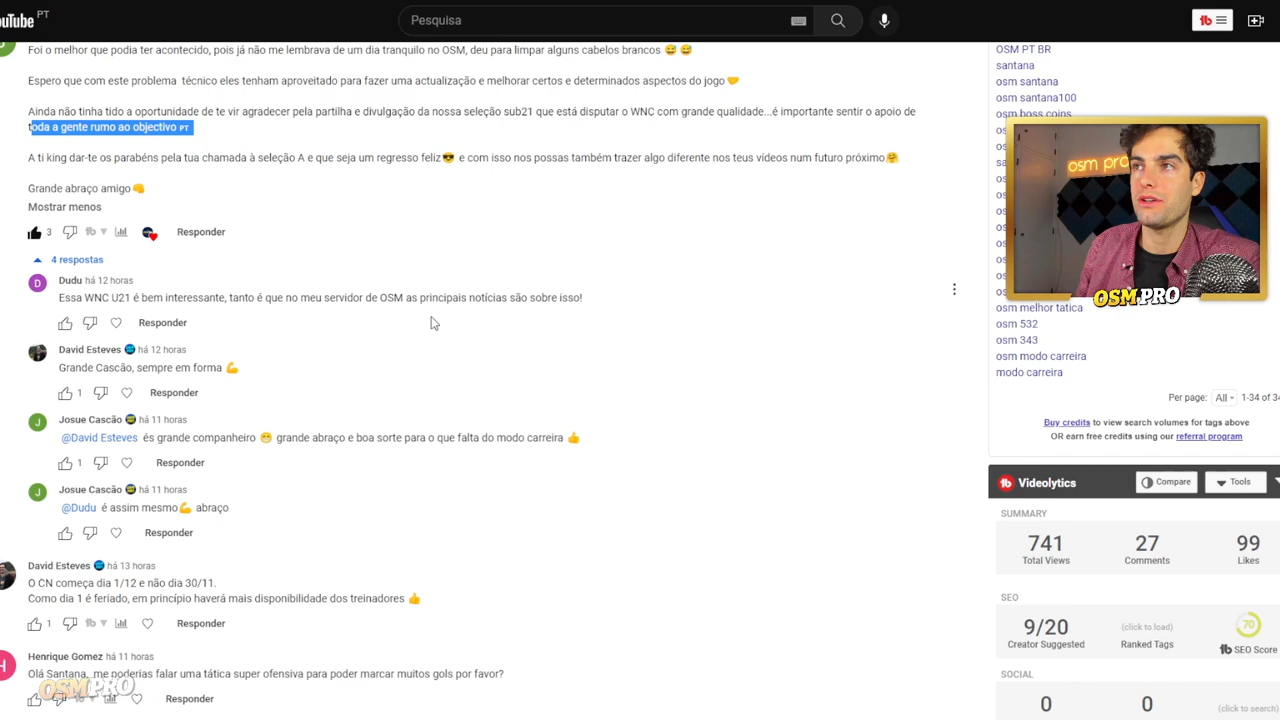 YouTube PT
Pesquisa
Foi o melhor que podia ter acontecido, pois já não me lembrava de um dia tranquilo no OSM, deu para limpar alguns cabelos brancos
Espero que com este problema técnico eles tenham aproveitado para fazer uma actualização e melhorar certos e determinados aspectos do jogo
Ainda não tinha tido a oportunidade de te vir agradecer pela partilha e divulgação da nossa seleção sub21 que está disputar o WNC com grande qualidade...é importante sentir o apoio de
toda a gente rumo ao objectivo PT
A ti king dar-te os parabéns pela tua chamada à seleção A e que seja um regresso feliz😎 e com isso nos possas também trazer algo diferente nos teus vídeos num futuro próximo🤗
Grande abraço amigo👊
Mostrar menos
3 Responder
4 respostas
D
Dudu há 12 horas
Essa WNC U21 é bem interessante, tanto é que no meu servidor de OSM as principais notícias são sobre isso!
Responder
David Esteves há 12 horas
Grande Cascão, sempre em forma 💪
1 Responder
J
Josue Cascão há 11 horas
@David Esteves és grande companheiro 😁 grande abraço e boa sorte para o que falta do modo carreira 👍
1 Responder
J
Josue Cascão há 11 horas
@Dudu é assim mesmo💪 abraço
Responder
David Esteves há 13 horas
O CN começa dia 1/12 e não dia 30/11.
Como dia 1 é feriado, em princípio haverá mais disponibilidade dos treinadores 👍
1 Responder
H
Henrique Gomez há 11 horas
Olá Santana, me poderias falar uma tática super ofensiva para poder marcar muitos gols por favor?
Responder
OSMPRO
OSM PT BR
santana
osm santana
osm santana100
osm boss coins
osm pro
OSM.PRO
osm melhor tatica
osm 532
osm 343
osm modo carreira
modo carreira
Per page: All 1-34 of 34
Buy credits to view search volumes for tags above
OR earn free credits using our referral program
Videolytics Compare Tools
SUMMARY
741 27 99
Total Views Comments Likes
SEO
9/20 (click to load) 70
Creator Suggested Ranked Tags SEO Score
SOCIAL
0 0 (click to search)